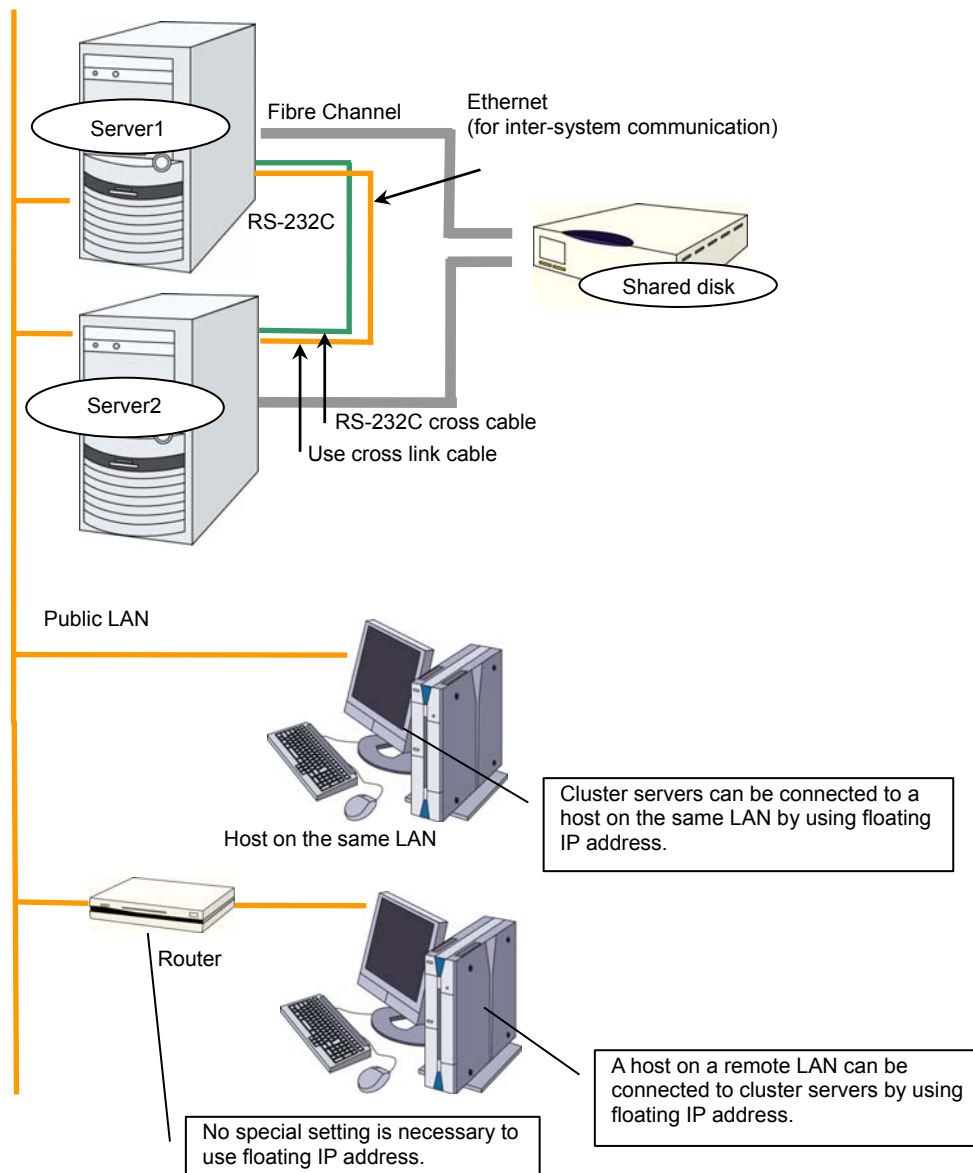 Ethernet
(for inter-system communication)
Fibre Channel
Server1
RS-232C
Shared disk
Server2
RS-232C cross cable
Use cross link cable
Public LAN
Host on the same LAN
Cluster servers can be connected to a
host on the same LAN by using floating
IP address.
Router
A host on a remote LAN can be
connected to cluster servers by using
floating IP address.
No special setting is necessary to
use floating IP address.